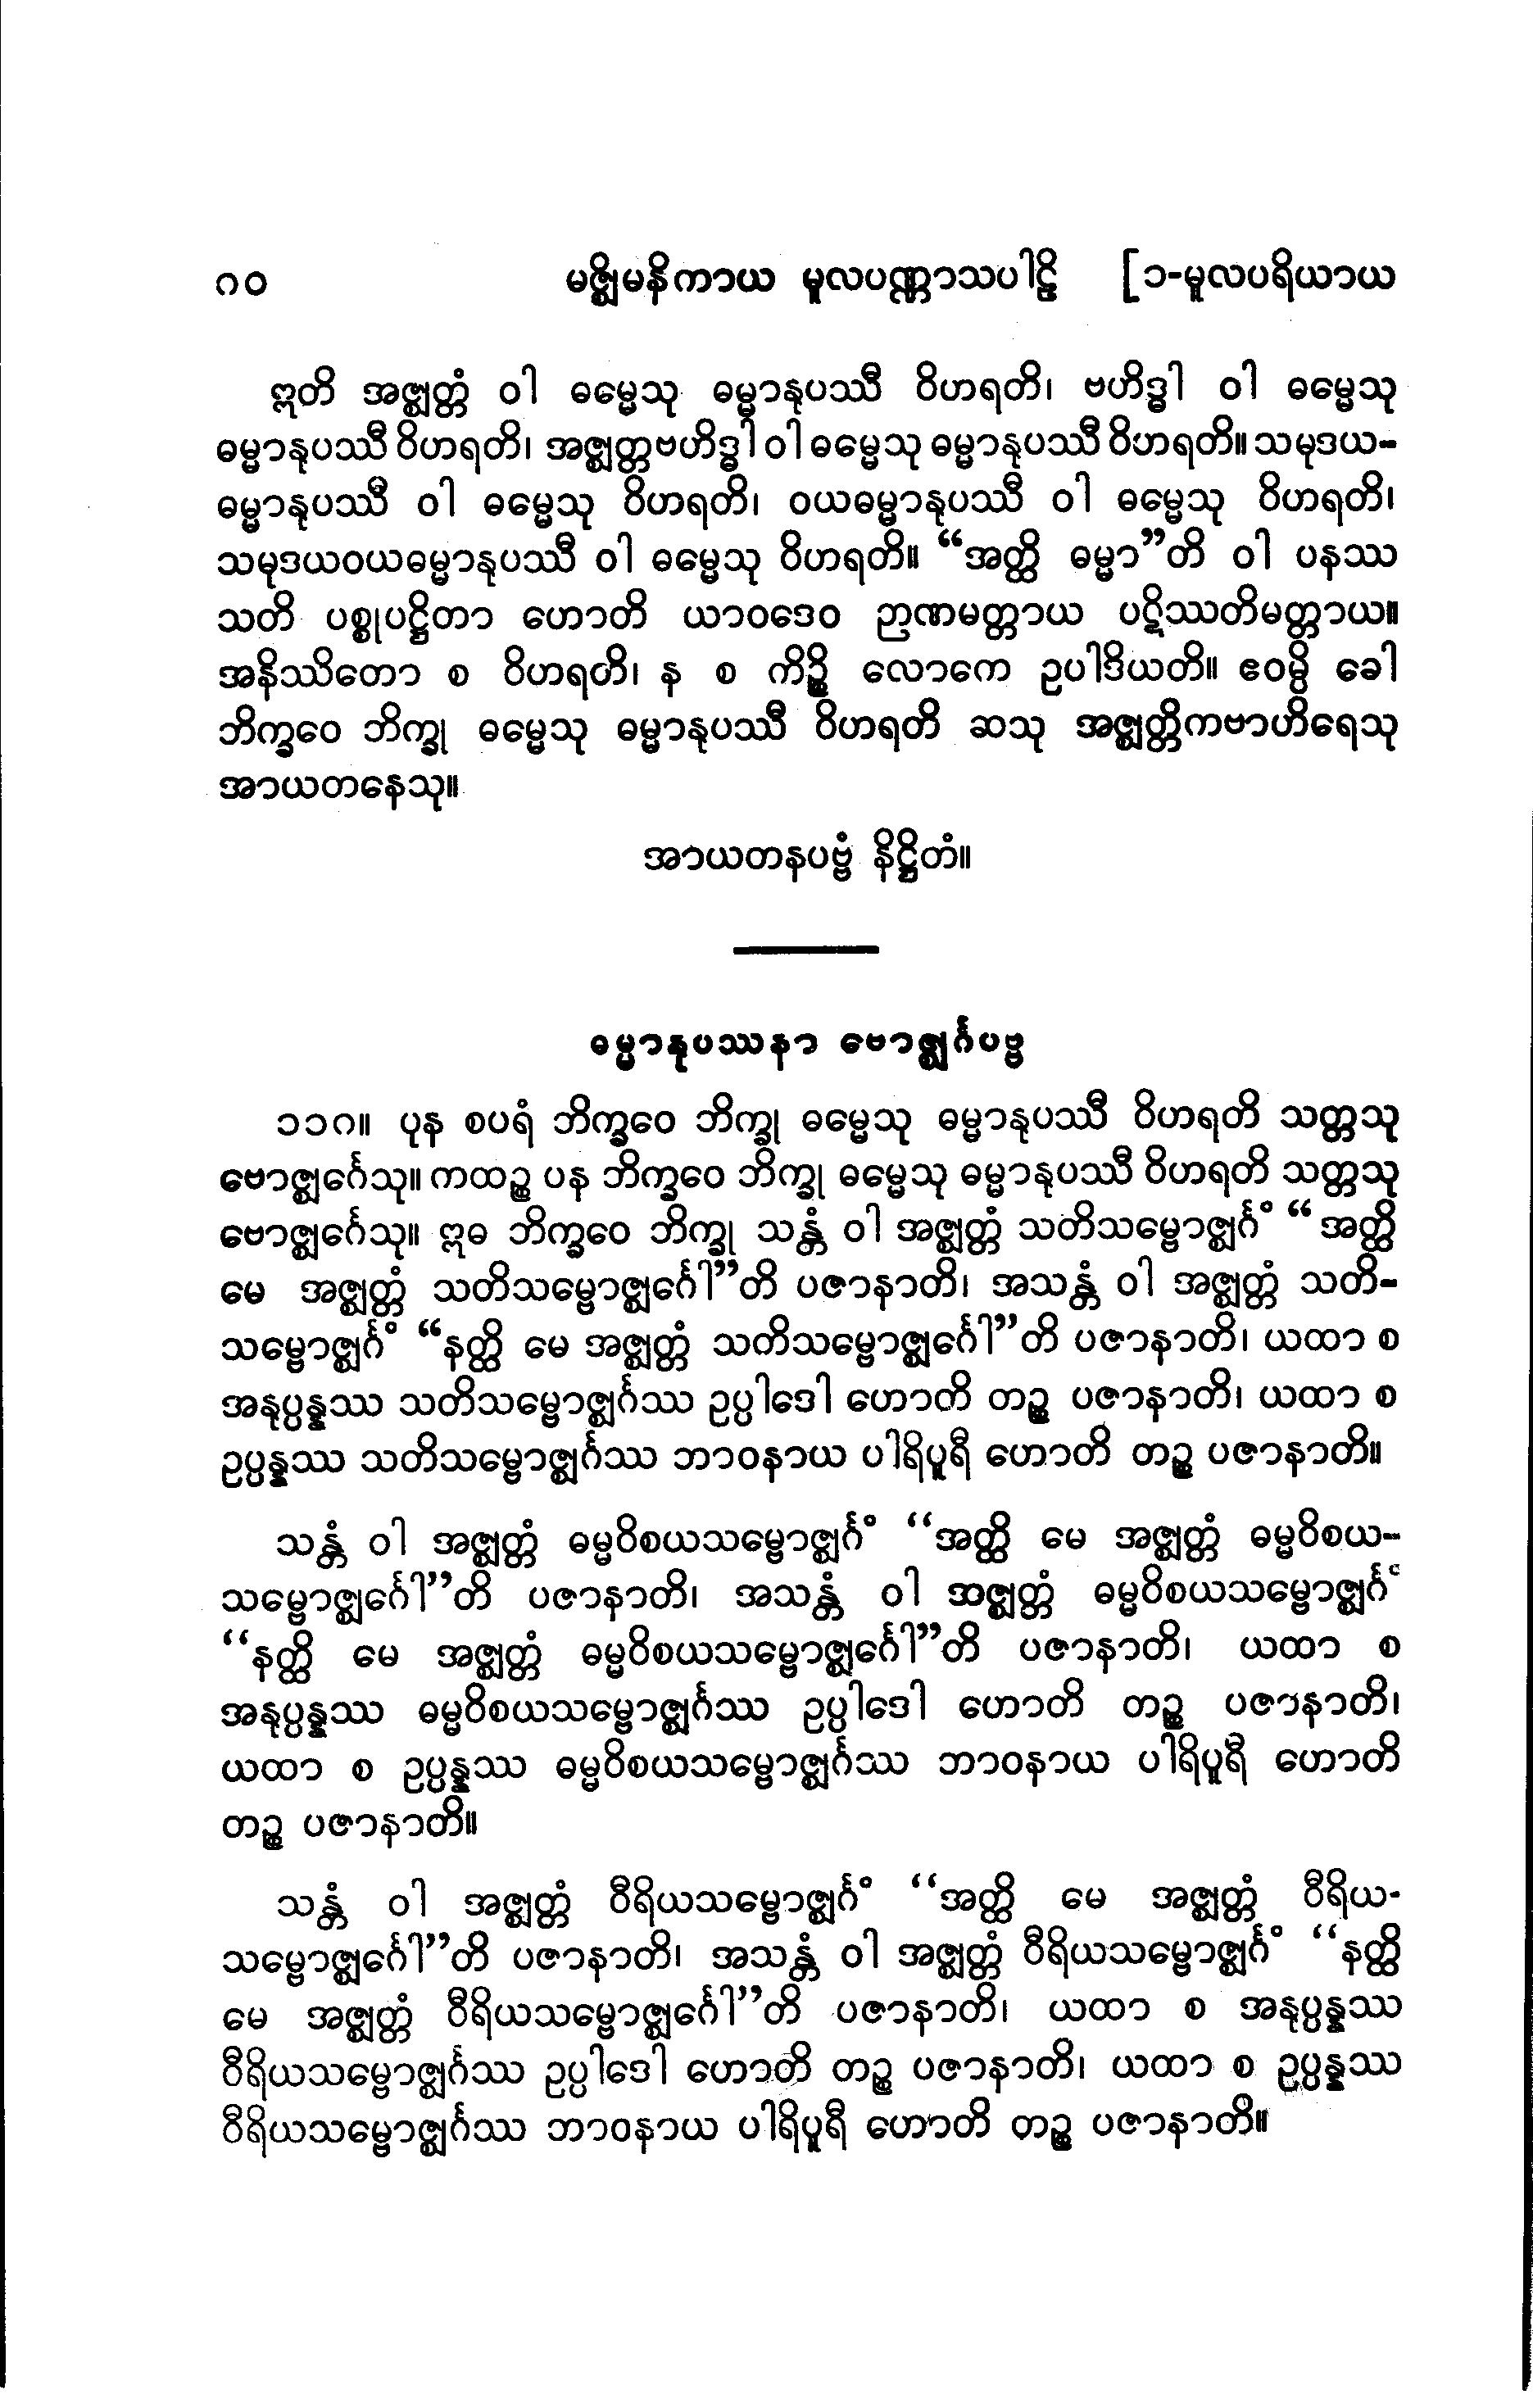 ၈၀ မဇ္ဈိမနိကာယ မူလပဏ္ဏာသပါဠိ [၁-မူလပရိယာယ
ဣတိ အဇ္ဈတ္တံ ဝါ ဓမ္မေသု ဓမ္မာနုပဿီ ဝိဟရတိ၊ ဗဟိဒ္ဓါ ဝါ ဓမ္မေသု
ဓမ္မာနုပဿီ ဝိဟရတိ၊ အဇ္ဈတ္တဗဟိဒ္ဓါ ဝါ ဓမ္မေသု ဓမ္မာနုပဿီ ဝိဟရတိ။ သမုဒယ-
ဓမ္မာနုပဿီ ဝါ ဓမ္မေသု ဝိဟရတိ၊ ဝယဓမ္မာနုပဿီ ဝါ ဓမ္မေသု ဝိဟရတိ၊
သမုဒယဝယဓမ္မာနုပဿီ ဝါ ဓမ္မေသု ဝိဟရတိ။ “အတ္ထိ ဓမ္မာ”တိ ဝါ ပနဿ
သတိ ပစ္စုပဋ္ဌိတာ ဟောတိ ယာဝဒေဝ ဉာဏမတ္တာယ ပဋိဿတိမတ္တာယ။
အနိဿိတော စ ဝိဟရတိ၊ န စ ကိဉ္စိ လောကေ ဥပါဒိယတိ။ ဧဝမ္ပိ ခေါ
ဘိက္ခဝေ ဘိက္ခု ဓမ္မေသု ဓမ္မာနုပဿီ ဝိဟရတိ ဆသု အဇ္ဈတ္တိကဗာဟိရေသု
အာယတနေသု။
အာယတနပဗ္ဗံ နိဋ္ဌိတံ။
ဓမ္မာနုပဿနာ ဗောဇ္ဈင်္ဂပဗ္ဗ
၁၁၈။ ပုန စပရံ ဘိက္ခဝေ ဘိက္ခု ဓမ္မေသု ဓမ္မာနုပဿီ ဝိဟရတိ သတ္တသု
ဗောဇ္ဈင်္ဂေသု။ ကထဉ္စ ပန ဘိက္ခဝေ ဘိက္ခု ဓမ္မေသု ဓမ္မာနုပဿီ ဝိဟရတိ သတ္တသု
ဗောဇ္ဈင်္ဂေသု။ ဣဓ ဘိက္ခဝေ ဘိက္ခု သန္တံ ဝါ အဇ္ဈတ္တံ သတိသမ္ဗောဇ္ဈင်္ဂံ “အတ္ထိ
မေ အဇ္ဈတ္တံ သတိသမ္ဗောဇ္ဈင်္ဂေါ”တိ ပဇာနာတိ၊ အသန္တံ ဝါ အဇ္ဈတ္တံ သတိ-
သမ္ဗောဇ္ဈင်္ဂံ “နတ္ထိ မေ အဇ္ဈတ္တံ သတိသမ္ဗောဇ္ဈင်္ဂေါ”တိ ပဇာနာတိ၊ ယထာ စ
အနုပ္ပန္နဿ သတိသမ္ဗောဇ္ဈင်္ဂဿ ဥပ္ပါဒေါ ဟောတိ တဉ္စ ပဇာနာတိ၊ ယထာ စ
ဥပ္ပန္နဿ သတိသမ္ဗောဇ္ဈင်္ဂဿ ဘာဝနာယ ပါရိပူရီ ဟောတိ တဉ္စ ပဇာနာတိ။
သန္တံ ဝါ အဇ္ဈတ္တံ ဓမ္မဝိစယသမ္ဗောဇ္ဈင်္ဂံ “အတ္ထိ မေ အဇ္ဈတ္တံ ဓမ္မဝိစယ-
သမ္ဗောဇ္ဈင်္ဂေါ”တိ ပဇာနာတိ၊ အသန္တံ ဝါ အဇ္ဈတ္တံ ဓမ္မဝိစယသမ္ဗောဇ္ဈင်္ဂံ
“နတ္ထိ မေ အဇ္ဈတ္တံ ဓမ္မဝိစယသမ္ဗောဇ္ဈင်္ဂေါ”တိ ပဇာနာတိ၊ ယထာ စ
အနုပ္ပန္နဿ ဓမ္မဝိစယသမ္ဗောဇ္ဈင်္ဂဿ ဥပ္ပါဒေါ ဟောတိ တဉ္စ ပဇာနာတိ၊
ယထာ စ ဥပ္ပန္နဿ ဓမ္မဝိစယသမ္ဗောဇ္ဈင်္ဂဿ ဘာဝနာယ ပါရိပူရီ ဟောတိ
တဉ္စ ပဇာနာတိ။
သန္တံ ဝါ အဇ္ဈတ္တံ ဝီရိယသမ္ဗောဇ္ဈင်္ဂံ “အတ္ထိ မေ အဇ္ဈတ္တံ ဝီရိယ-
သမ္ဗောဇ္ဈင်္ဂေါ”တိ ပဇာနာတိ၊ အသန္တံ ဝါ အဇ္ဈတ္တံ ဝီရိယသမ္ဗောဇ္ဈင်္ဂံ “နတ္ထိ
မေ အဇ္ဈတ္တံ ဝီရိယသမ္ဗောဇ္ဈင်္ဂေါ”တိ ပဇာနာတိ၊ ယထာ စ အနုပ္ပန္နဿ
ဝီရိယသမ္ဗောဇ္ဈင်္ဂဿ ဥပ္ပါဒေါ ဟောတိ တဉ္စ ပဇာနာတိ၊ ယထာ စ ဥပ္ပန္နဿ
ဝီရိယသမ္ဗောဇ္ဈင်္ဂဿ ဘာဝနာယ ပါရိပူရီ ဟောတိ တဉ္စ ပဇာနာတိ။